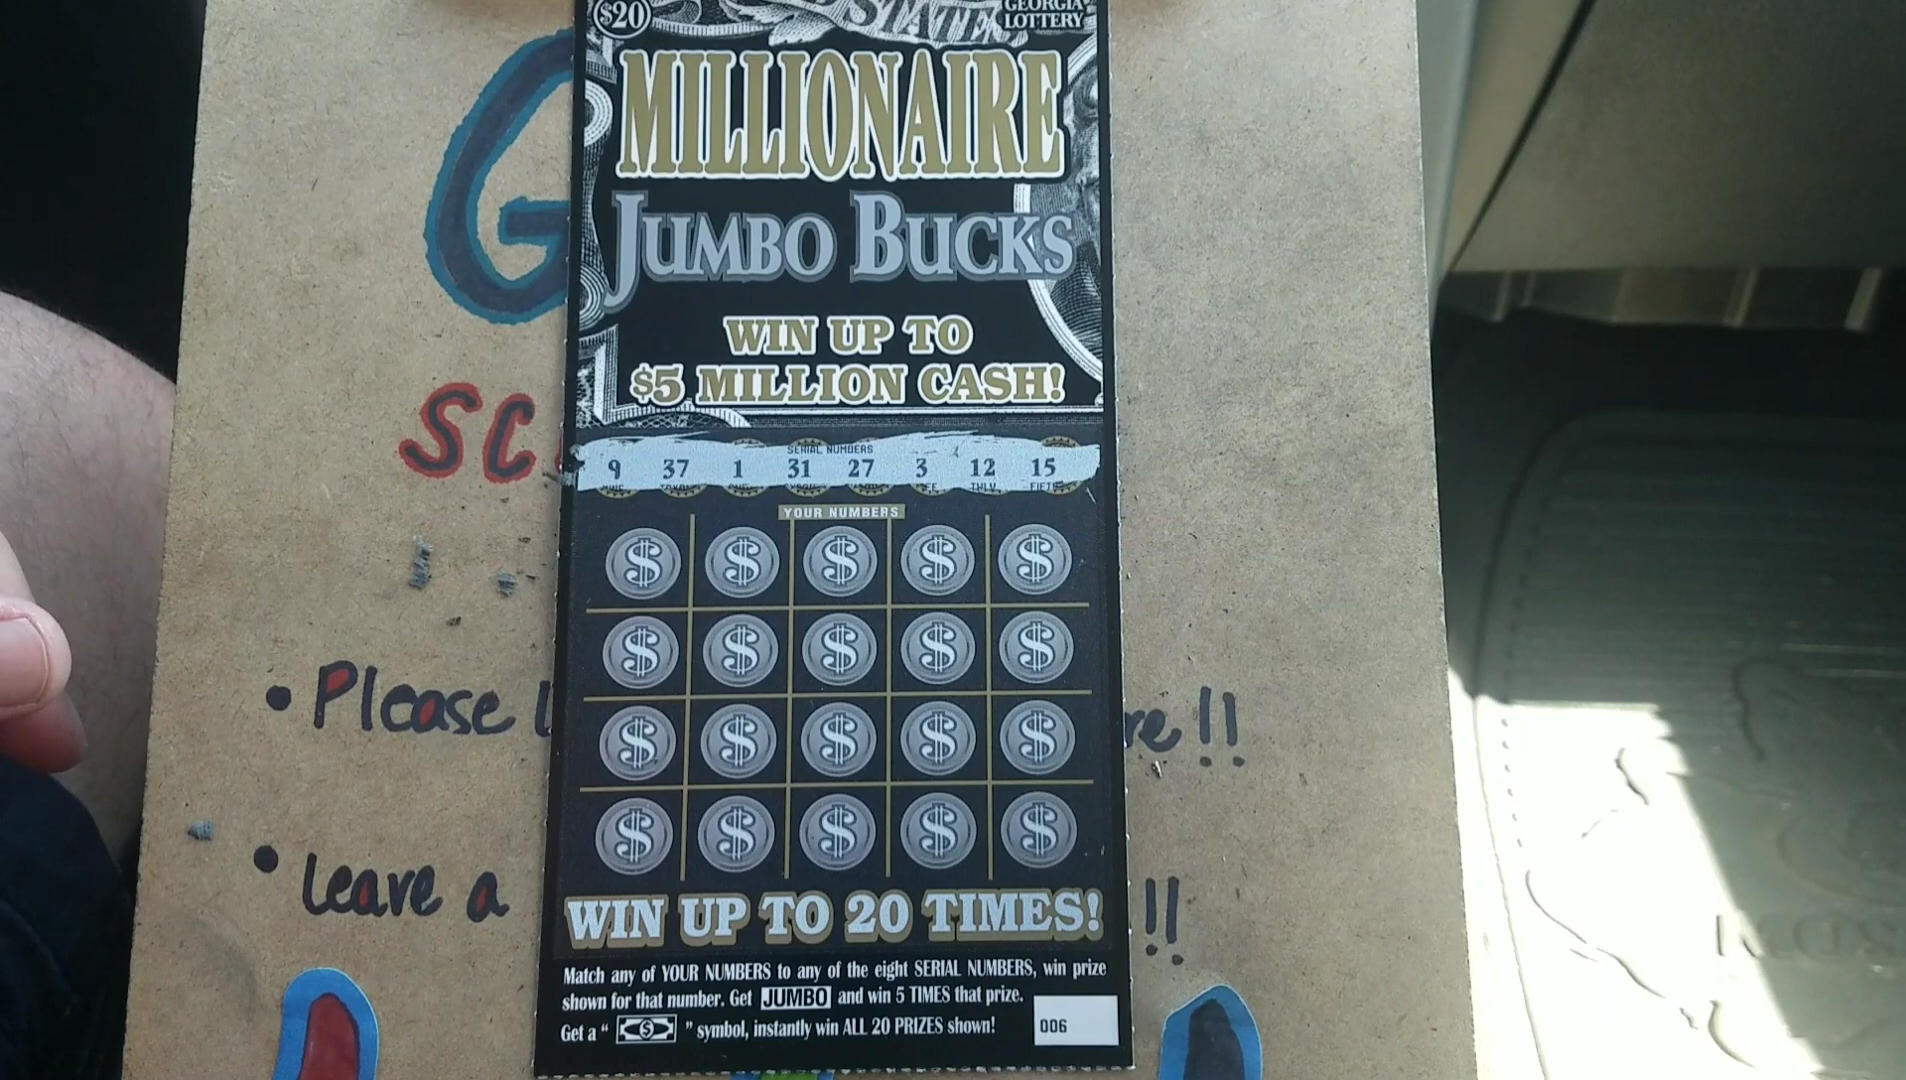 $20
STATES
GEORGIA
LOTTERY
MILLIONAIRE
JUMBO BUCKS
WIN UP TO
$5 MILLION CASH!
SERIAL NUMBERS
9 37 1 31 27 3 12 15
YOUR NUMBERS
WIN UP TO 20 TIMES!
Match any of YOUR NUMBERS to any of the eight SERIAL NUMBERS, win prize
shown for that number. Get JUMBO and win 5 TIMES that prize.
Get a " $ " symbol, instantly win ALL 20 PRIZES shown!
006
G
SC
• Please
!!
• Leave a
!!